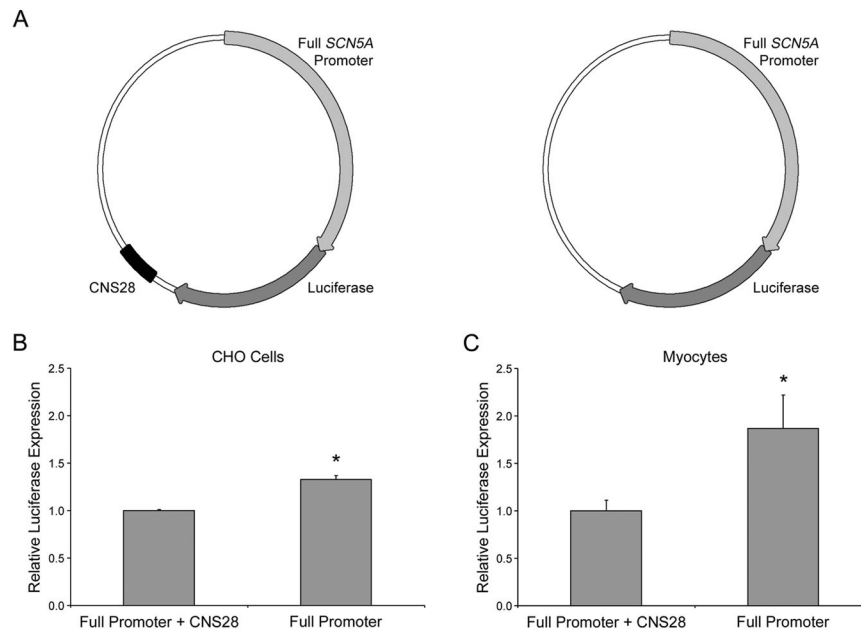 A
Full SCN5A
Promoter
CNS28
Luciferase
Full SCN5A
Promoter
Luciferase
B
CHO Cells
Relative Luciferase Expression
2.5
2.0
1.5
1.0
0.5
0.0
*
Full Promoter + CNS28
Full Promoter
C
Myocytes
Relative Luciferase Expression
2.5
2.0
1.5
1.0
0.5
0.0
*
Full Promoter + CNS28
Full Promoter